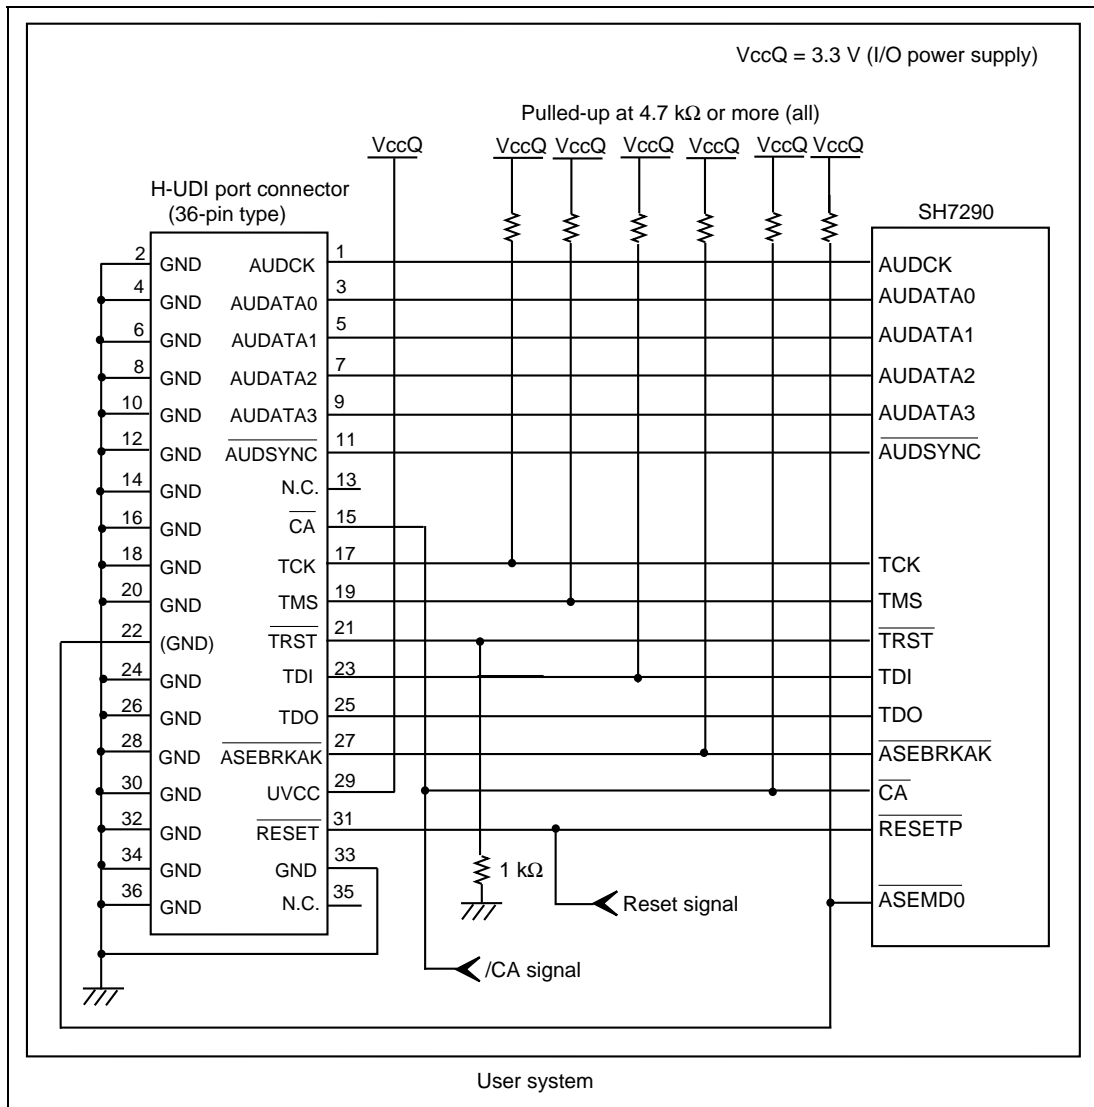 VccQ = 3.3 V (I/O power supply)
Pulled-up at 4.7 kΩ or more (all)
VccQ VccQ VccQ VccQ VccQ VccQ VccQ
H-UDI port connector
(36-pin type)
SH7290
2 GND AUDCK 1 AUDCK
4 GND AUDATA0 3 AUDATA0
6 GND AUDATA1 5 AUDATA1
8 GND AUDATA2 7 AUDATA2
10 GND AUDATA3 9 AUDATA3
12 GND AUDSYNC 11 AUDSYNC
14 GND N.C. 13
16 GND CA 15
18 GND TCK 17 TCK
20 GND TMS 19 TMS
22 (GND) TRST 21 TRST
24 GND TDI 23 TDI
26 GND TDO 25 TDO
28 GND ASEBRKAK 27 ASEBRKAK
30 GND UVCC 29 CA
32 GND RESET 31 RESETP
34 GND GND 33
1 kΩ
36 GND N.C. 35
Reset signal
ASEMD0
/CA signal
User system